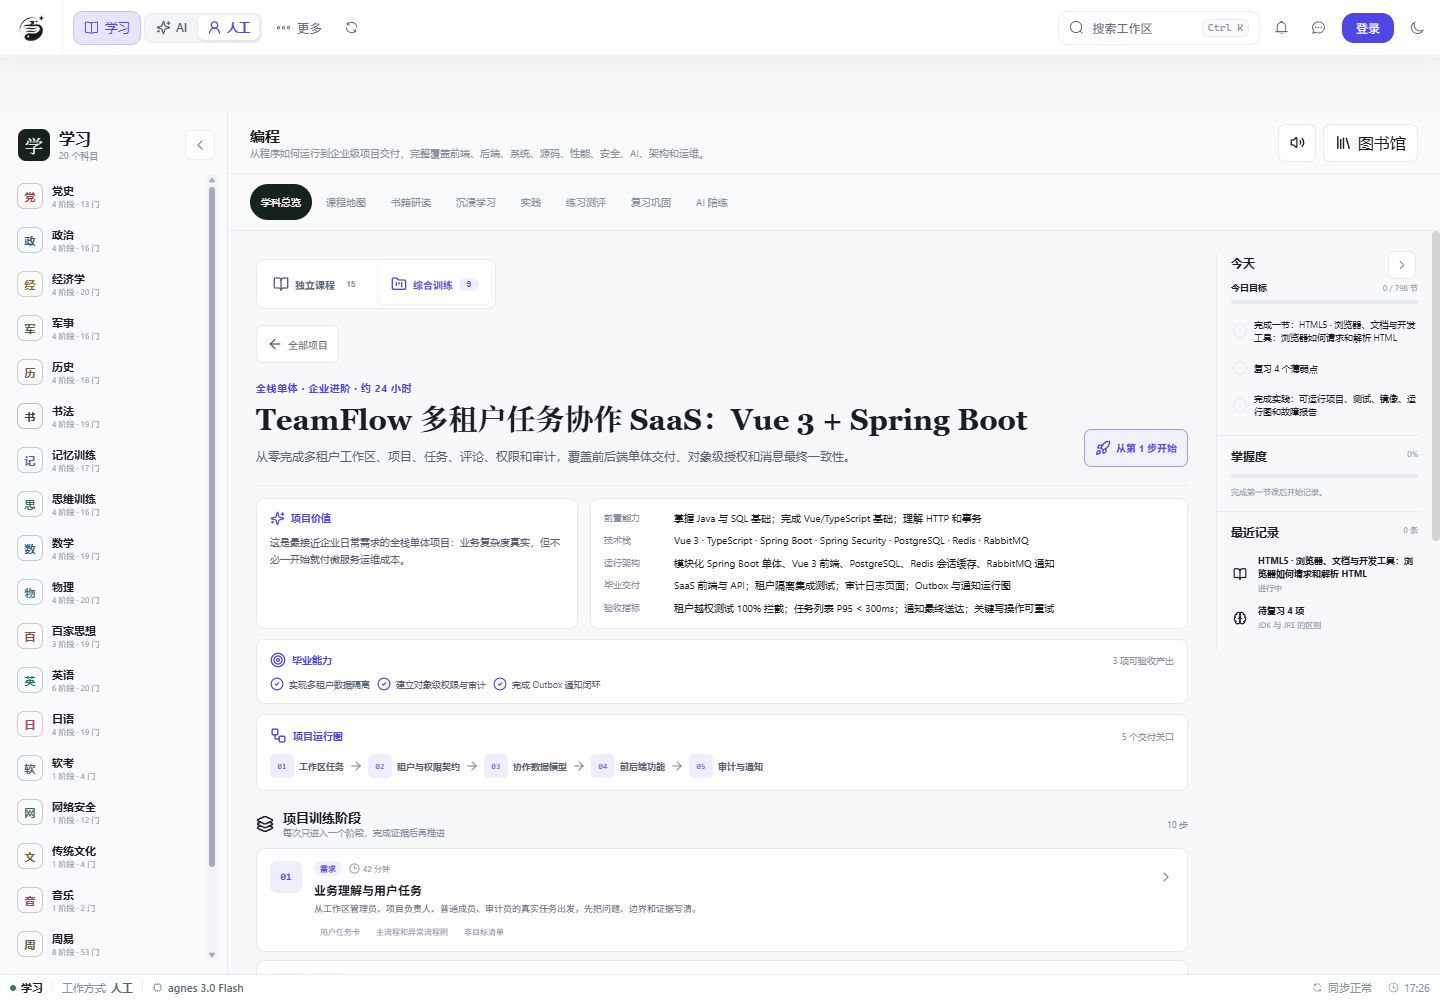 学习
AI
人工
更多
搜索工作区
Ctrl K
登录
学
学习
20 个科目
党
党史
4 阶段 · 13 门
政
政治
4 阶段 · 16 门
经
经济学
4 阶段 · 20 门
军
军事
4 阶段 · 16 门
历
历史
4 阶段 · 18 门
书
书法
4 阶段 · 19 门
记
记忆训练
4 阶段 · 17 门
思
思维训练
4 阶段 · 16 门
数
数学
4 阶段 · 19 门
物
物理
4 阶段 · 20 门
百
百家思想
3 阶段 · 19 门
英
英语
6 阶段 · 20 门
日
日语
4 阶段 · 19 门
软
软考
1 阶段 · 4 门
网
网络安全
1 阶段 · 12 门
文
传统文化
1 阶段 · 4 门
音
音乐
1 阶段 · 2 门
周
周易
8 阶段 · 53 门
编程
从程序如何运行到企业级项目交付，完整覆盖前端、后端、系统、源码、性能、安全、AI、架构和运维。
图书馆
学科总览
课程地图
书籍研读
沉浸学习
实践
练习测评
复习巩固
AI 陪练
独立课程 15
综合训练 9
全部项目
全栈单体 · 企业进阶 · 约 24 小时
TeamFlow 多租户任务协作 SaaS：Vue 3 + Spring Boot
从零完成多租户工作区、项目、任务、评论、权限和审计，覆盖前后端单体交付、对象级授权和消息最终一致性。
从第 1 步开始
项目价值
这是最接近企业日常需求的全栈单体项目：业务复杂度真实，但不
必一开始就付微服务运维成本。
前置能力 掌握 Java 与 SQL 基础；完成 Vue/TypeScript 基础；理解 HTTP 和事务
技术栈 Vue 3 · TypeScript · Spring Boot · Spring Security · PostgreSQL · Redis · RabbitMQ
运行架构 模块化 Spring Boot 单体、Vue 3 前端、PostgreSQL、Redis 会话缓存、RabbitMQ 通知
毕业交付 SaaS 前端与 API；租户隔离集成测试；审计日志页面；Outbox 与通知运行图
验收指标 租户越权测试 100% 拦截；任务列表 P95 < 300ms；通知最终送达；关键写操作可重试
毕业能力
3 项可验收产出
实现多租户数据隔离
建立对象级权限与审计
完成 Outbox 通知闭环
项目运行图
5 个交付关口
01 工作区任务
02 租户与权限契约
03 协作数据模型
04 前后端功能
05 审计与通知
项目训练阶段
每次只进入一个阶段，完成证据后再推进
10 步
01
需求 42 分钟
业务理解与用户任务
从工作区管理员、项目负责人、普通成员、审计员的真实任务出发，先把问题、边界和证据写清。
用户任务卡 主流程和异常流程图 非目标清单
今天
今日目标 0 / 798 节
完成一节：HTML5 · 浏览器、文档与开发
工具：浏览器如何请求和解析 HTML
复习 4 个薄弱点
完成实践：可运行项目、测试、镜像、运
行图和故障报告
掌握度 0%
完成第一节课后开始记录。
最近记录 0 条
HTML5 · 浏览器、文档与开发工具：浏
览器如何请求和解析 HTML
进行中
待复习 4 项
JDK 与 JRE 的区别
学习
工作方式 人工
agnes 3.0 Flash
同步正常
17:26